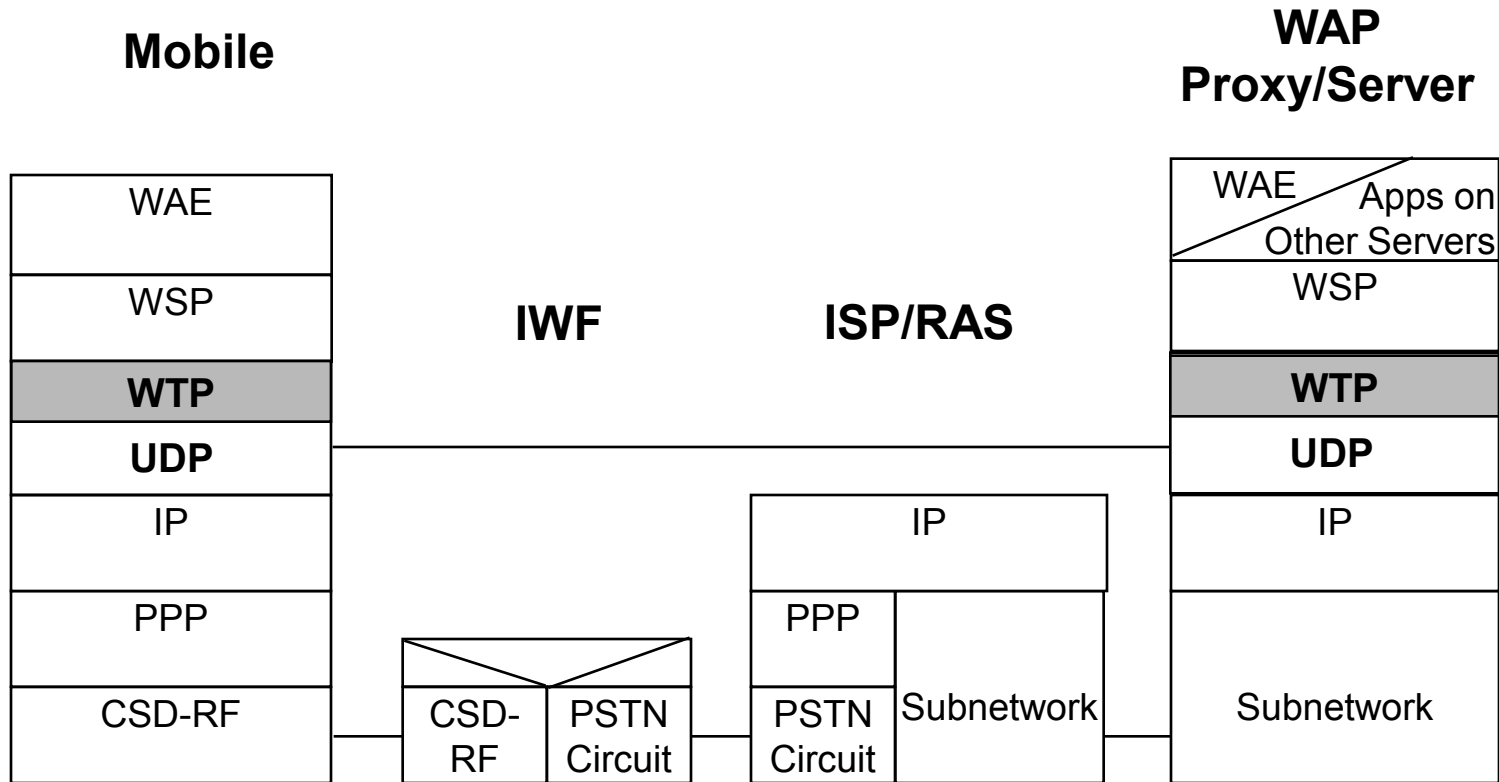 Mobile
WAP
Proxy/Server
WAE
WSP
WTP
UDP
IP
PPP
CSD-RF
IWF
CSD-
RF
PSTN
Circuit
ISP/RAS
IP
PPP
PSTN
Circuit
Subnetwork
WAE
Apps on
Other Servers
WSP
WTP
UDP
IP
Subnetwork